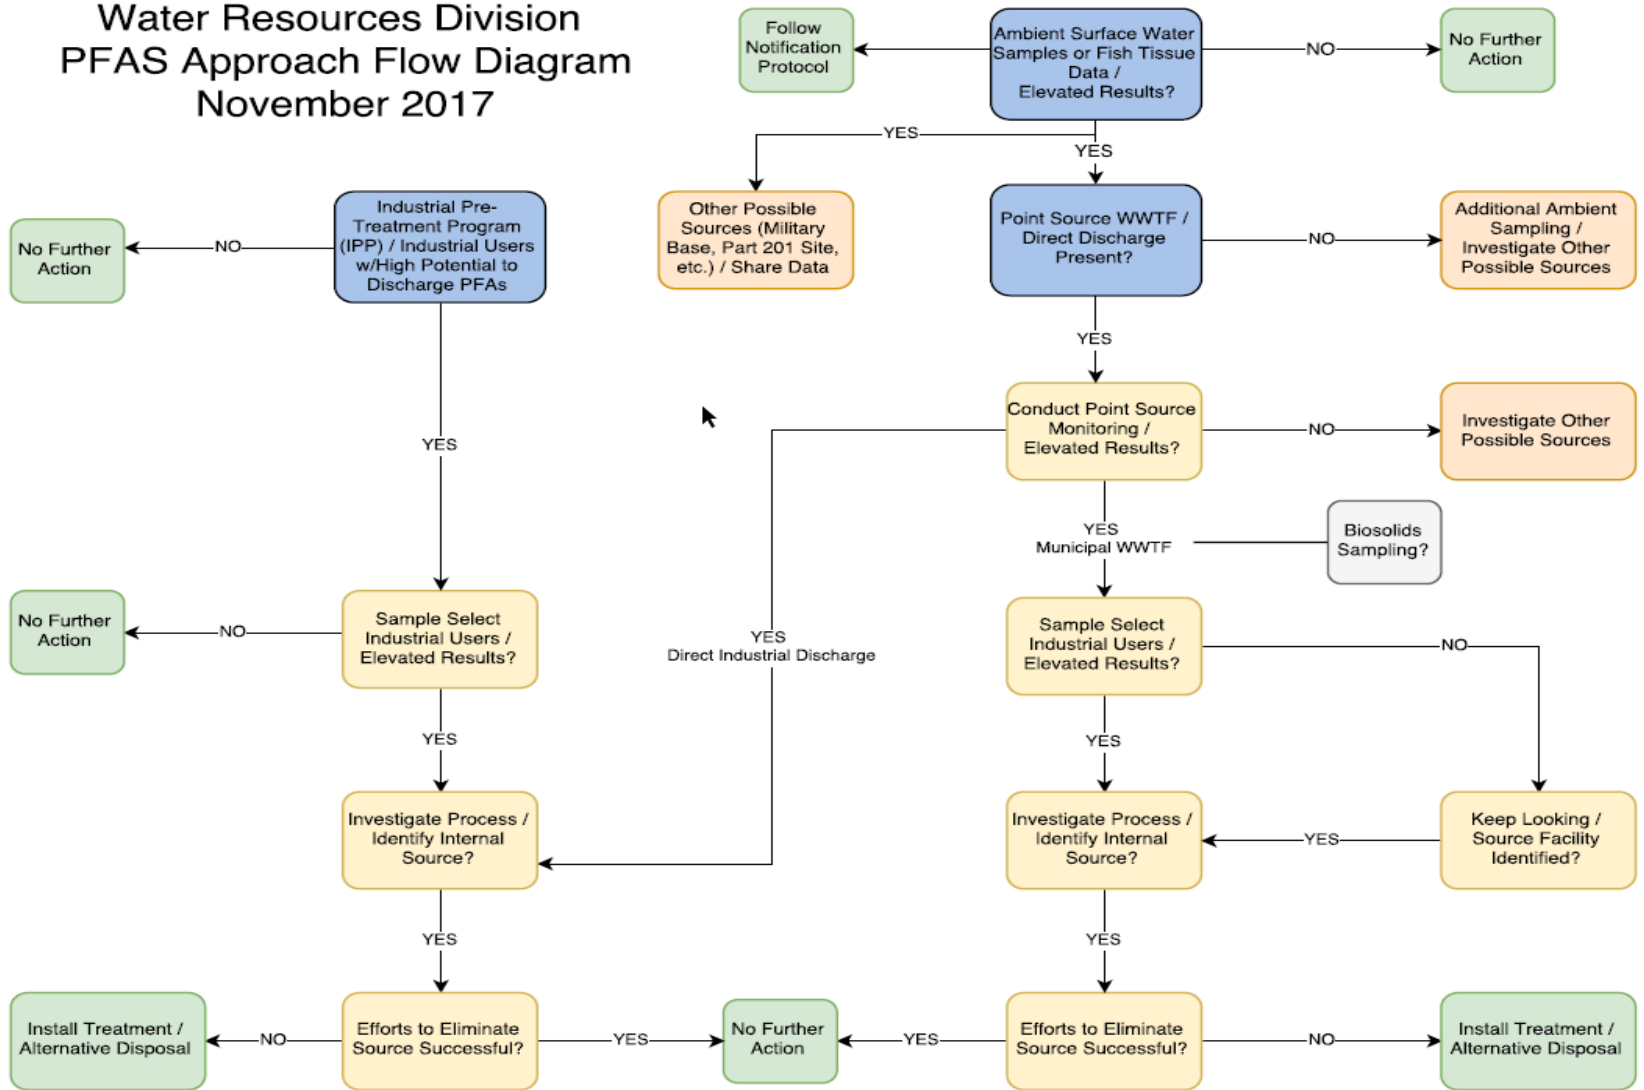 Water Resources Division
PFAS Approach Flow Diagram
November 2017
Follow
Notification
Protocol
Ambient Surface Water
Samples or Fish Tissue
Data /
Elevated Results?
NO
No Further
Action
YES
YES
Industrial Pre-
Treatment Program
(IPP) / Industrial Users
w/High Potential to
Discharge PFAs
NO
No Further
Action
Other Possible
Sources (Military
Base, Part 201 Site,
etc.) / Share Data
Point Source WWTF /
Direct Discharge
Present?
NO
Additional Ambient
Sampling /
Investigate Other
Possible Sources
YES
YES
Conduct Point Source
Monitoring /
Elevated Results?
NO
Investigate Other
Possible Sources
YES
Municipal WWTF
Biosolids
Sampling?
No Further
Action
NO
Sample Select
Industrial Users /
Elevated Results?
YES
Direct Industrial Discharge
Sample Select
Industrial Users /
Elevated Results?
NO
YES
YES
Investigate Process /
Identify Internal
Source?
Investigate Process /
Identify Internal
Source?
YES
Keep Looking /
Source Facility
Identified?
YES
YES
Install Treatment /
Alternative Disposal
NO
Efforts to Eliminate
Source Successful?
YES
No Further
Action
YES
Efforts to Eliminate
Source Successful?
NO
Install Treatment /
Alternative Disposal